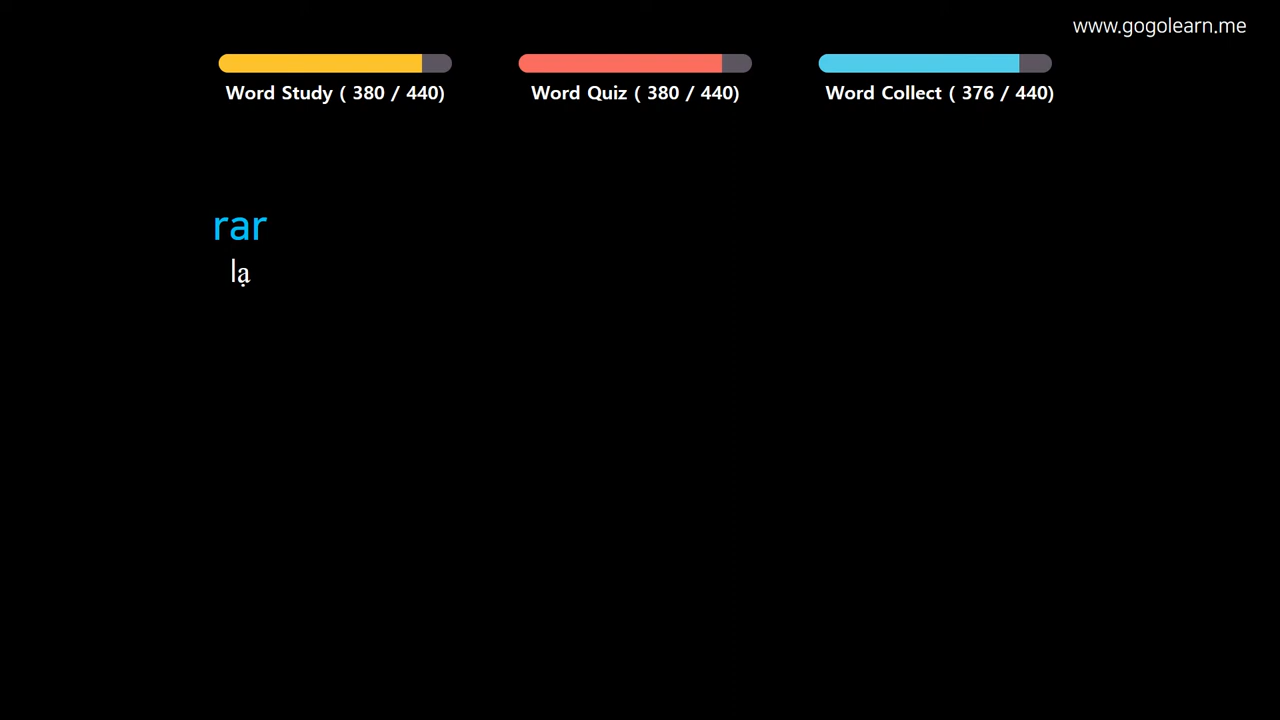 www.gogolearn.me
Word Study ( 380 / 440)
Word Quiz ( 380 / 440)
Word Collect ( 376 / 440)
rar
lạ